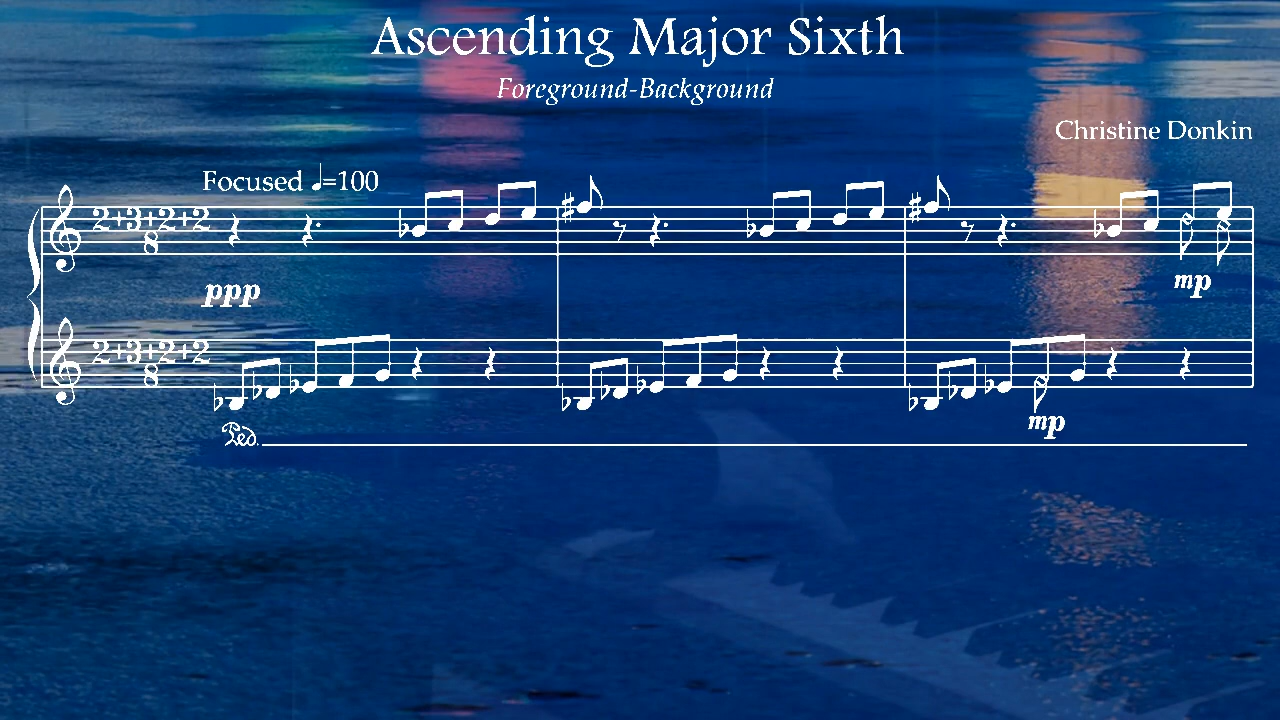 Ascending Major Sixth
Foreground-Background
Christine Donkin
Focused ♩=100
2+3+2+2
8
ppp
mp
2+3+2+2
8
mp
Ped.